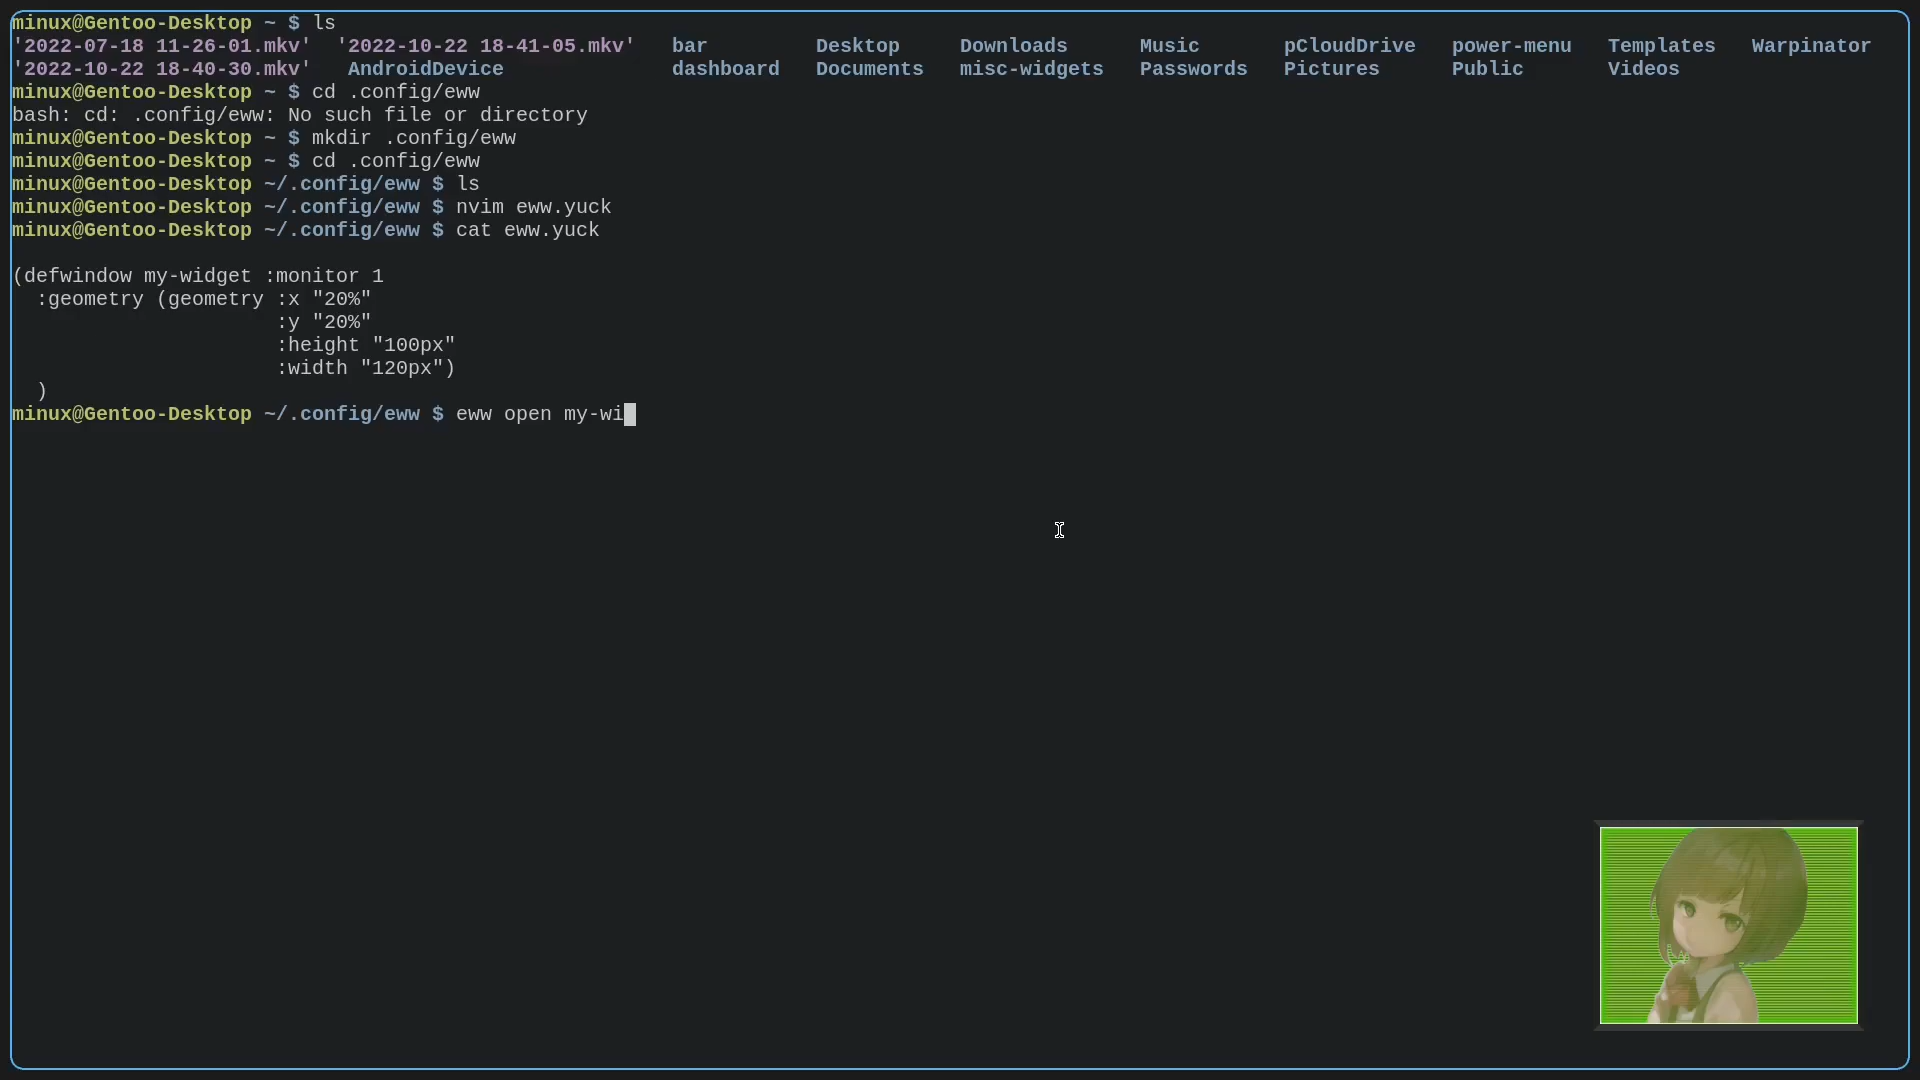 minux@Gentoo-Desktop ~ $ ls
'2022-07-18 11-26-01.mkv'  '2022-10-22 18-41-05.mkv'   bar         Desktop     Downloads      Music       pCloudDrive   power-menu   Templates   Warpinator
'2022-10-22 18-40-30.mkv'   AndroidDevice              dashboard   Documents   misc-widgets   Passwords   Pictures      Public       Videos
minux@Gentoo-Desktop ~ $ cd .config/eww
bash: cd: .config/eww: No such file or directory
minux@Gentoo-Desktop ~ $ mkdir .config/eww
minux@Gentoo-Desktop ~ $ cd .config/eww
minux@Gentoo-Desktop ~/.config/eww $ ls
minux@Gentoo-Desktop ~/.config/eww $ nvim eww.yuck
minux@Gentoo-Desktop ~/.config/eww $ cat eww.yuck
(defwindow my-widget :monitor 1
  :geometry (geometry :x "20%"
                      :y "20%"
                      :height "100px"
                      :width "120px")
  )
minux@Gentoo-Desktop ~/.config/eww $ eww open my-wi